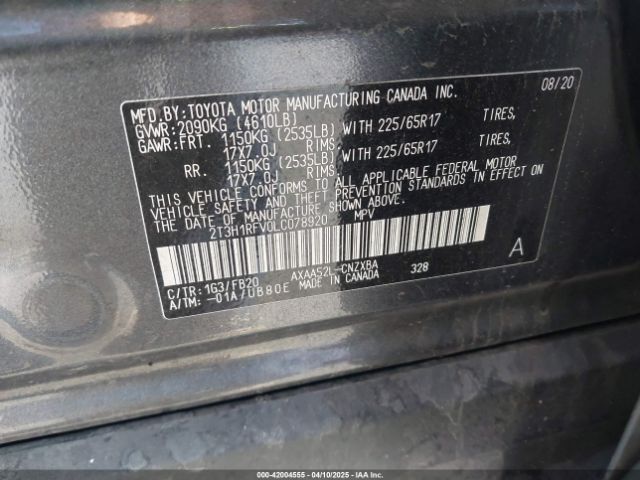 MFD.BY:TOYOTA MOTOR MANUFACTURING CANADA INC. 08/20
GVWR:2090KG (4610LB)
GAWR:FRT. 1150KG (2535LB) WITH 225/65R17 TIRES,
17X7.0J RIMS,
RR. 1150KG (2535LB) WITH 225/65R17 TIRES,
17X7.0J RIMS,
THIS VEHICLE CONFORMS TO ALL APPLICABLE FEDERAL MOTOR
VEHICLE SAFETY AND THEFT PREVENTION STANDARDS IN EFFECT ON
THE DATE OF MANUFACTURE SHOWN ABOVE.
2T3H1RFV0LC078920 MPV
A
AXAA52L-CNZXBA 328
C/TR: 1G3/FB20 MADE IN CANADA
A/TM: -01A/UB80E
000-42004555 - 04/10/2025 - IAAI.com